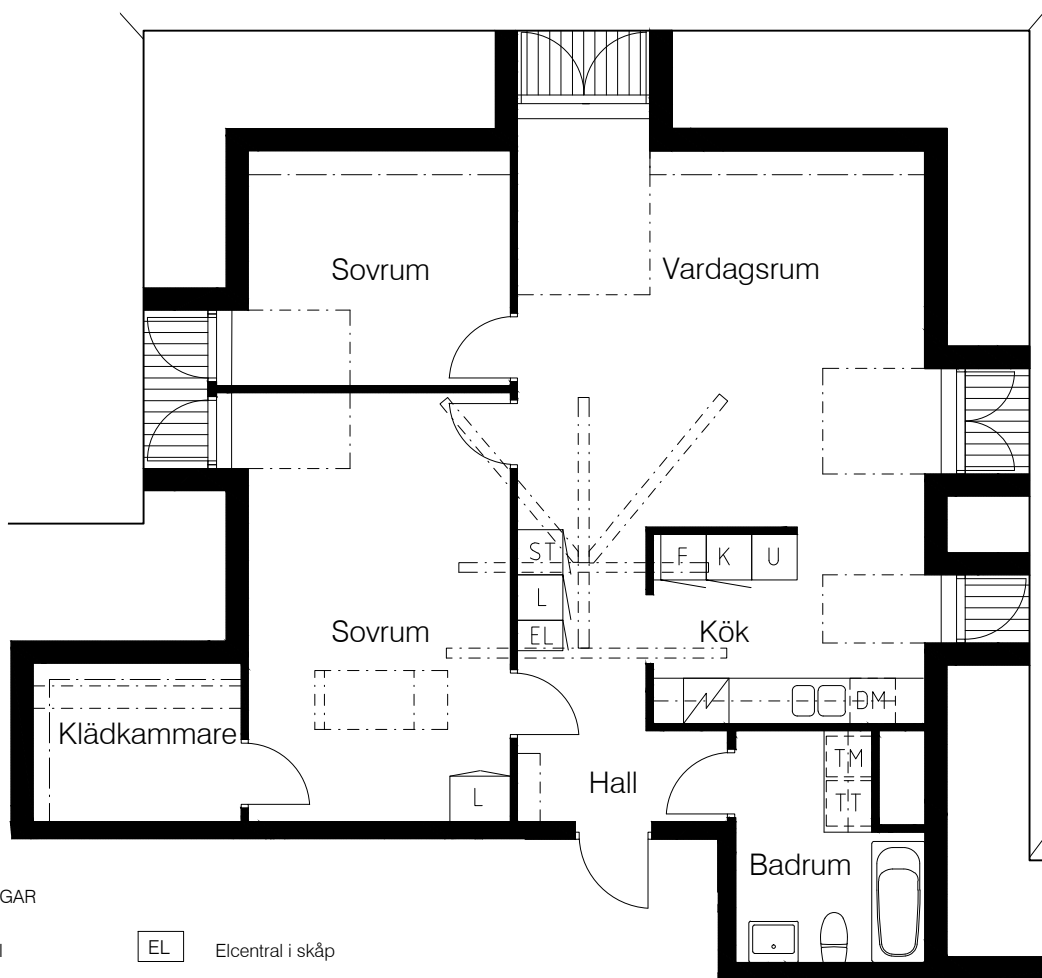 Sovrum
Vardagsrum
ST
F K U
L
EL
Sovrum
Kök
DM
Klädkammare
TM
Hall
TT
L
Badrum
GAR
l
EL Elcentral i skåp